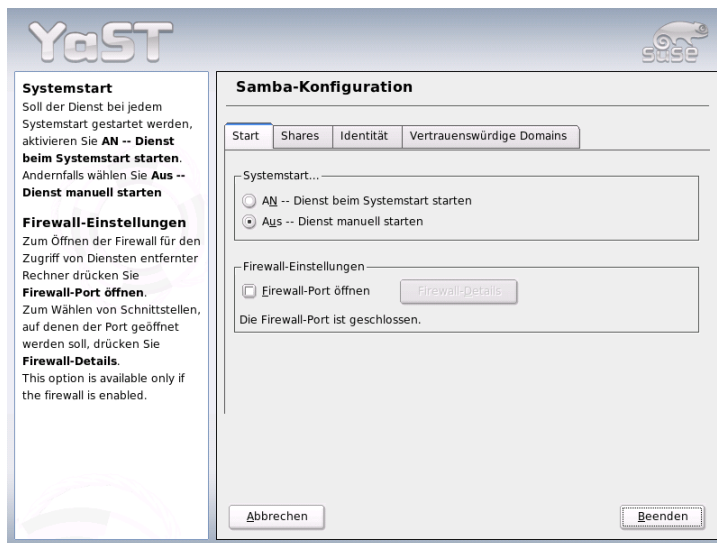 YaST
SUSE
Systemstart
Soll der Dienst bei jedem
Systemstart gestartet werden,
aktivieren Sie AN -- Dienst
beim Systemstart starten.
Andernfalls wählen Sie Aus --
Dienst manuell starten
Firewall-Einstellungen
Zum Öffnen der Firewall für den
Zugriff von Diensten entfernter
Rechner drücken Sie
Firewall-Port öffnen.
Zum Wählen von Schnittstellen,
auf denen der Port geöffnet
werden soll, drücken Sie
Firewall-Details.
This option is available only if
the firewall is enabled.
Samba-Konfiguration
Start Shares Identität Vertrauenswürdige Domains
Systemstart...
AN -- Dienst beim Systemstart starten
Aus -- Dienst manuell starten
Firewall-Einstellungen
Firewall-Port öffnen Firewall-Details
Die Firewall-Port ist geschlossen.
Abbrechen Beenden